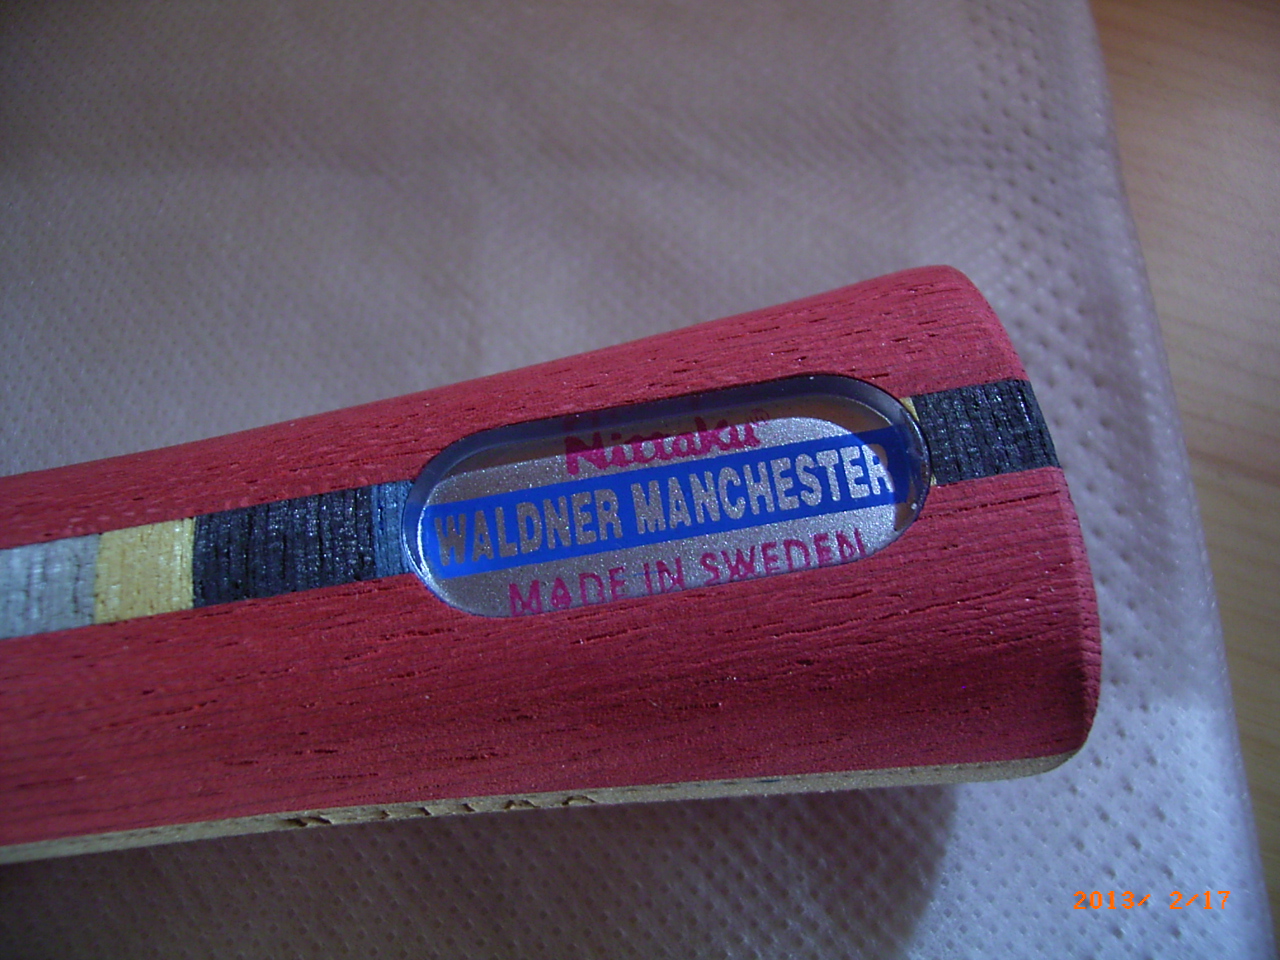 Nittaku®
WALDNER MANCHESTER
MADE IN SWEDEN
2013/ 2/17